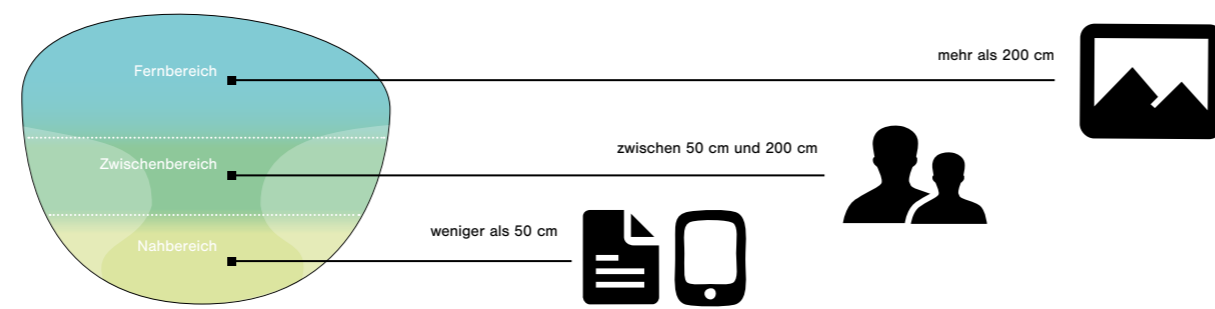 Fernbereich
mehr als 200 cm
Zwischenbereich
zwischen 50 cm und 200 cm
Nahbereich
weniger als 50 cm